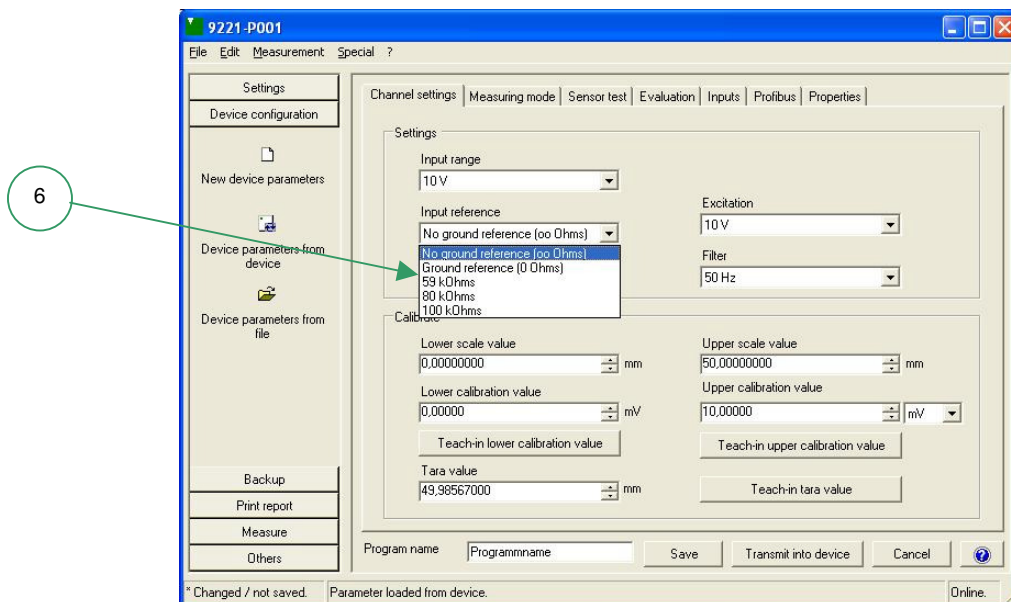 9221-P001
File Edit Measurement Special ?
Settings
Device configuration
New device parameters
Device parameters from
device
Device parameters from
file
Backup
Print report
Measure
Others
6
Channel settings Measuring mode Sensor test Evaluation Inputs Profibus Properties
Settings
Input range
10 V
Input reference
No ground reference (oo Ohms)
No ground reference (oo Ohms)
Ground reference (0 Ohms)
59 kOhms
80 kOhms
100 kOhms
Excitation
10 V
Filter
50 Hz
Calibrate
Lower scale value
0,00000000 mm
Upper scale value
50,00000000 mm
Lower calibration value
0,00000 mV
Upper calibration value
10,00000 mV
Teach-in lower calibration value
Teach-in upper calibration value
Tara value
49,98567000 mm
Teach-in tara value
Program name Programmname Save Transmit into device Cancel ?
* Changed / not saved. Parameter loaded from device. Online.